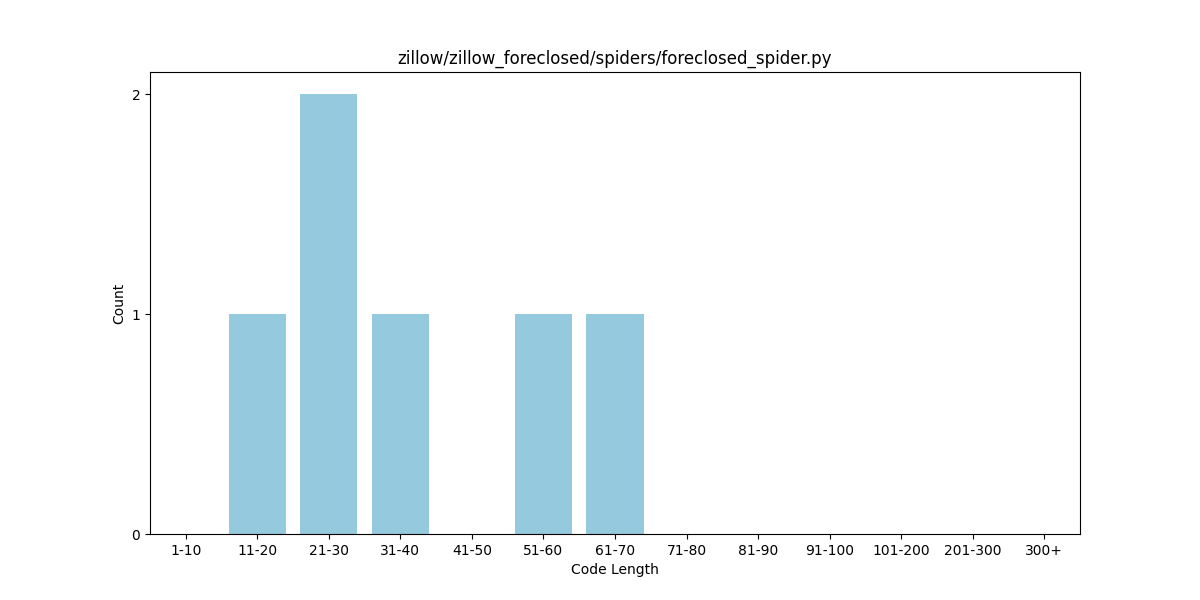 zillow/zillow_foreclosed/spiders/foreclosed_spider.py
2
1
0
Count
1-10 11-20 21-30 31-40 41-50 51-60 61-70 71-80 81-90 91-100 101-200 201-300 300+
Code Length